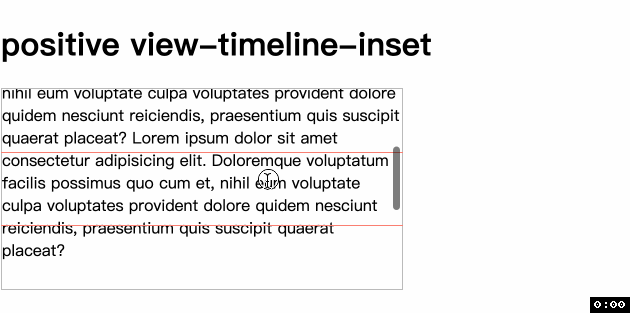 positive view-timeline-inset
nihil eum voluptate culpa voluptates provident dolore
quidem nesciunt reiciendis, praesentium quis suscipit
quaerat placeat? Lorem ipsum dolor sit amet
consectetur adipisicing elit. Doloremque voluptatum
facilis possimus quo cum et, nihil eum voluptate
culpa voluptates provident dolore quidem nesciunt
reiciendis, praesentium quis suscipit quaerat
placeat?
0:00